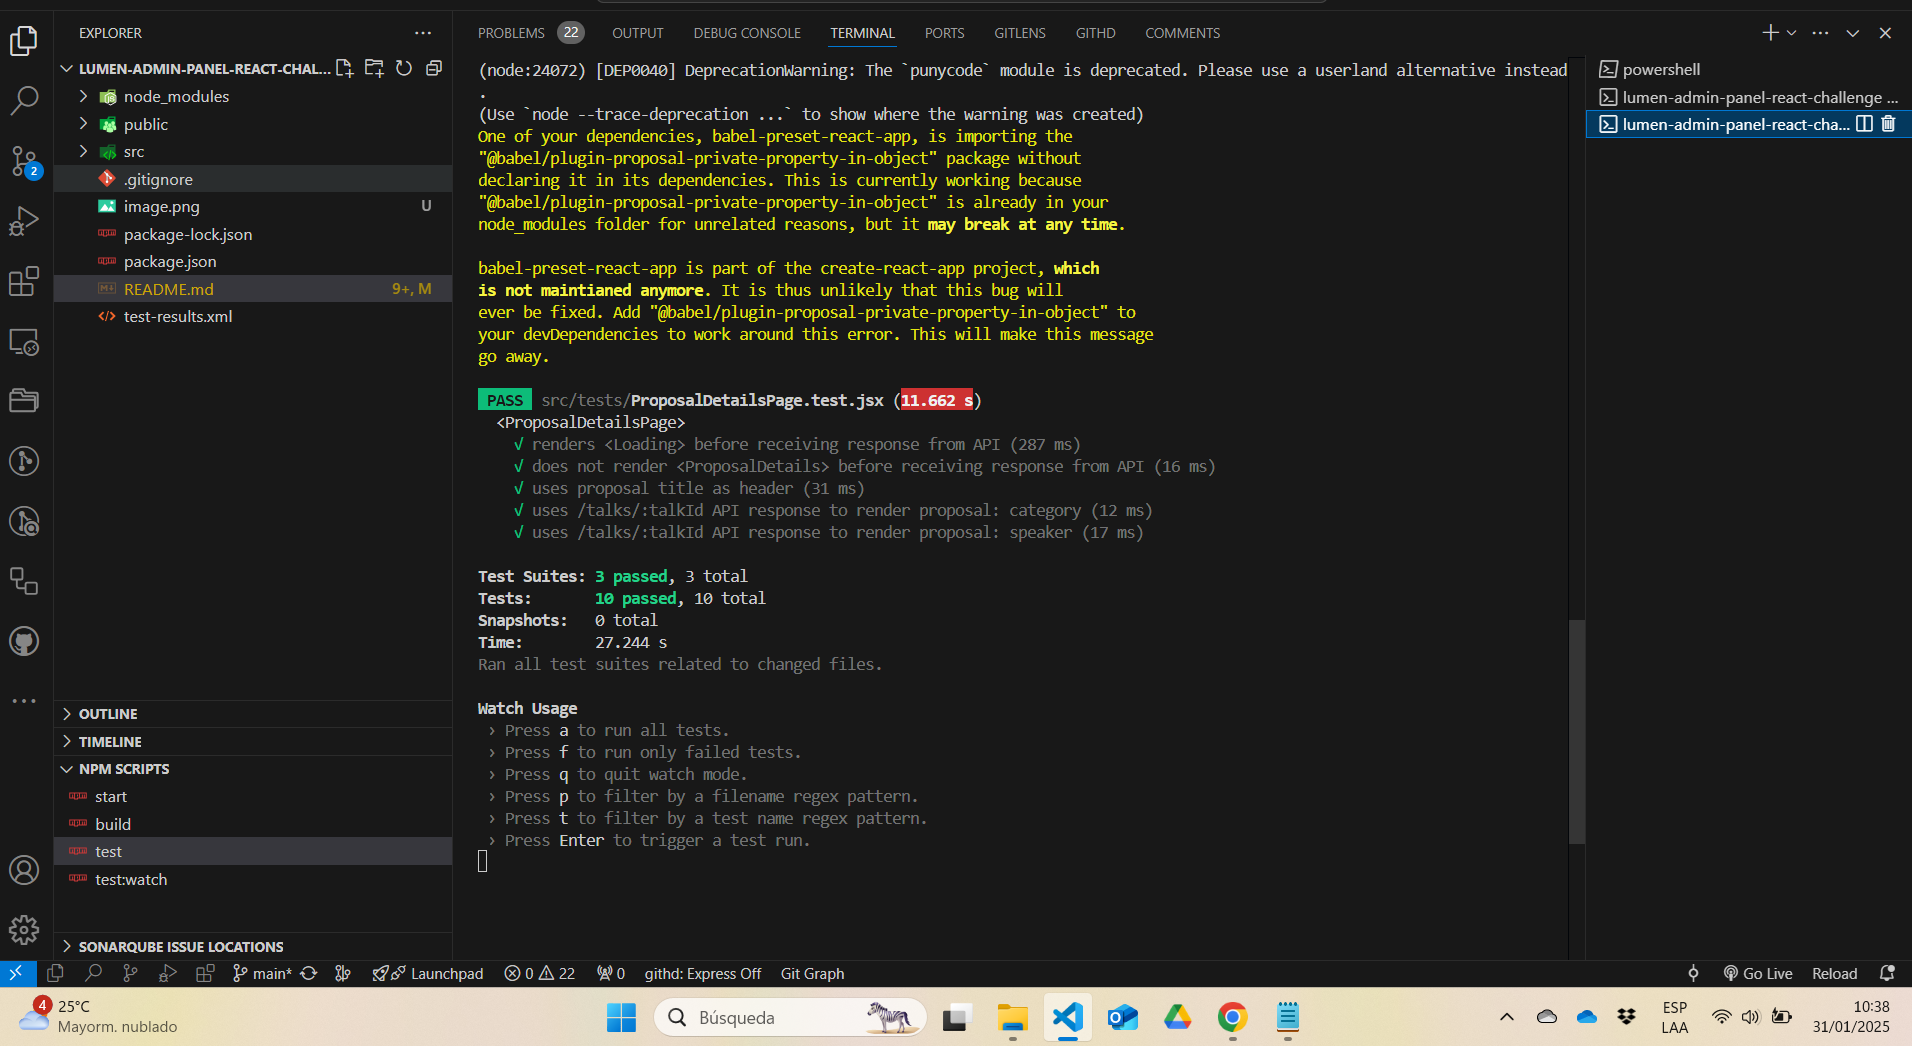 EXPLORER
LUMEN-ADMIN-PANEL-REACT-CHAL...
node_modules
public
src
.gitignore
image.png U
package-lock.json
package.json
README.md 9+, M
test-results.xml
OUTLINE
TIMELINE
NPM SCRIPTS
start
build
test
test:watch
SONARQUBE ISSUE LOCATIONS
2
PROBLEMS 22 OUTPUT DEBUG CONSOLE TERMINAL PORTS GITLENS GITHD COMMENTS
(node:24072) [DEP0040] DeprecationWarning: The `punycode` module is deprecated. Please use a userland alternative instead
.
(Use `node --trace-deprecation ...` to show where the warning was created)
One of your dependencies, babel-preset-react-app, is importing the
"@babel/plugin-proposal-private-property-in-object" package without
declaring it in its dependencies. This is currently working because
"@babel/plugin-proposal-private-property-in-object" is already in your
node_modules folder for unrelated reasons, but it may break at any time.
babel-preset-react-app is part of the create-react-app project, which
is not maintianed anymore. It is thus unlikely that this bug will
ever be fixed. Add "@babel/plugin-proposal-private-property-in-object" to
your devDependencies to work around this error. This will make this message
go away.
PASS src/tests/ProposalDetailsPage.test.jsx (11.662 s)
<ProposalDetailsPage>
√ renders <Loading> before receiving response from API (287 ms)
√ does not render <ProposalDetails> before receiving response from API (16 ms)
√ uses proposal title as header (31 ms)
√ uses /talks/:talkId API response to render proposal: category (12 ms)
√ uses /talks/:talkId API response to render proposal: speaker (17 ms)
Test Suites: 3 passed, 3 total
Tests: 10 passed, 10 total
Snapshots: 0 total
Time: 27.244 s
Ran all test suites related to changed files.
Watch Usage
› Press a to run all tests.
› Press f to run only failed tests.
› Press q to quit watch mode.
› Press p to filter by a filename regex pattern.
› Press t to filter by a test name regex pattern.
› Press Enter to trigger a test run.
powershell
lumen-admin-panel-react-challenge ...
lumen-admin-panel-react-cha...
main* Launchpad 0 22 0 githd: Express Off Git Graph Go Live Reload
4
25°C
Mayorm. nublado
Búsqueda
ESP
LAA
10:38
31/01/2025